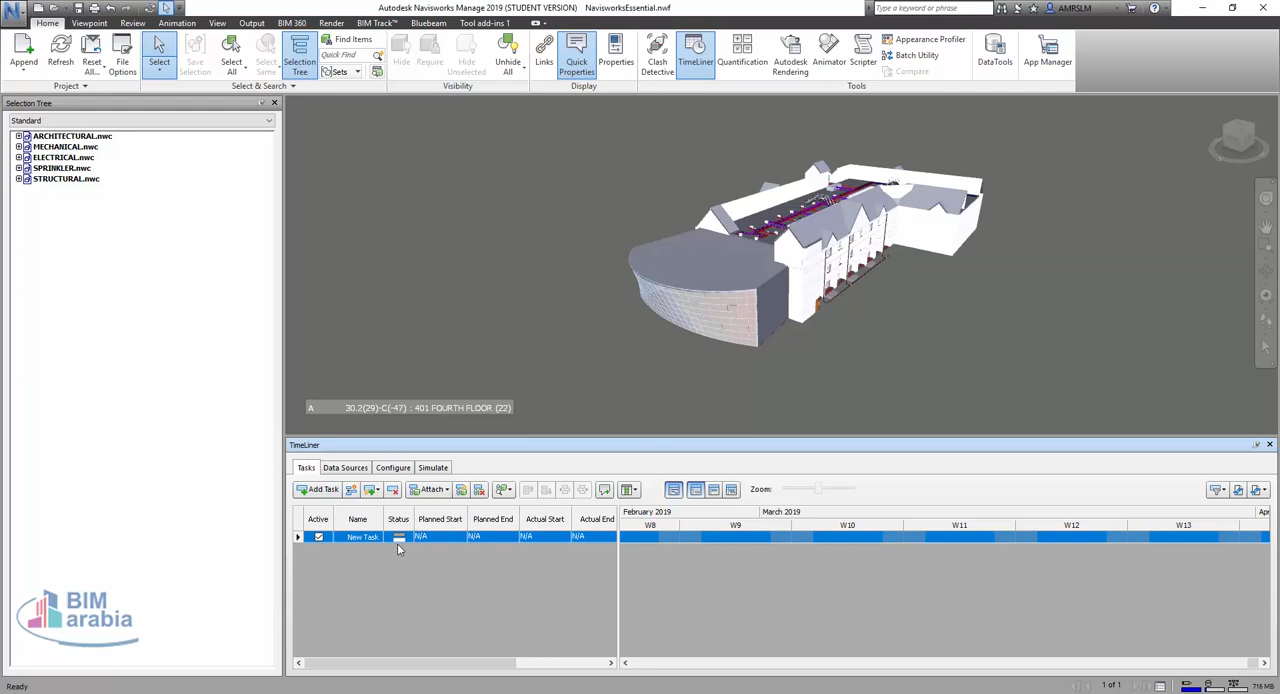 Autodesk Navisworks Manage 2019 (STUDENT VERSION) NavisworksEssential.nwf
Type a keyword or phrase
AMRSLM
Home Viewpoint Review Animation View Output BIM 360 Render BIM Track™ Bluebeam Tool add-ins 1
Append
Refresh
Reset All...
File Options
Select
Save Selection
Select All
Select Same
Selection Tree
Find Items
Quick Find
Sets
Hide
Require
Hide Unselected
Unhide All
Links
Quick Properties
Properties
Clash Detective
TimeLiner
Quantification
Autodesk Rendering
Animator
Scripter
Appearance Profiler
Batch Utility
Compare
DataTools
App Manager
Project
Select & Search
Visibility
Display
Tools
Selection Tree
Standard
ARCHITECTURAL.nwc
MECHANICAL.nwc
ELECTRICAL.nwc
SPRINKLER.nwc
STRUCTURAL.nwc
A 30.2(29)-C(-47) : 401 FOURTH FLOOR (22)
TimeLiner
Tasks Data Sources Configure Simulate
Add Task
Attach
Zoom:
Active Name Status Planned Start Planned End Actual Start Actual End
February 2019 March 2019 Apr
W8 W9 W10 W11 W12 W13
New Task N/A N/A N/A N/A
BIM
arabia
Ready
1 of 1
716 MB